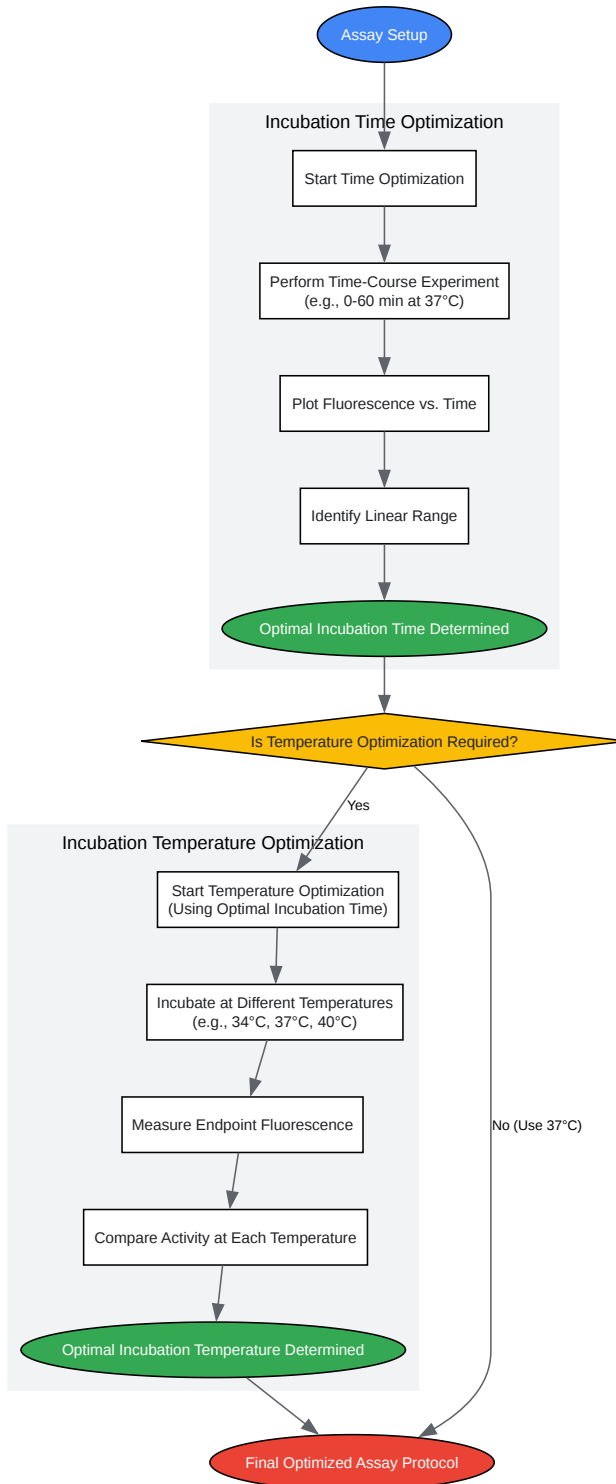 Assay Setup
Incubation Time Optimization
Start Time Optimization
Perform Time-Course Experiment
(e.g., 0-60 min at 37°C)
Plot Fluorescence vs. Time
Identify Linear Range
Optimal Incubation Time Determined
Is Temperature Optimization Required?
Yes
Incubation Temperature Optimization
Start Temperature Optimization
(Using Optimal Incubation Time)
Incubate at Different Temperatures
(e.g., 34°C, 37°C, 40°C)
Measure Endpoint Fluorescence
No (Use 37°C)
Compare Activity at Each Temperature
Optimal Incubation Temperature Determined
Final Optimized Assay Protocol